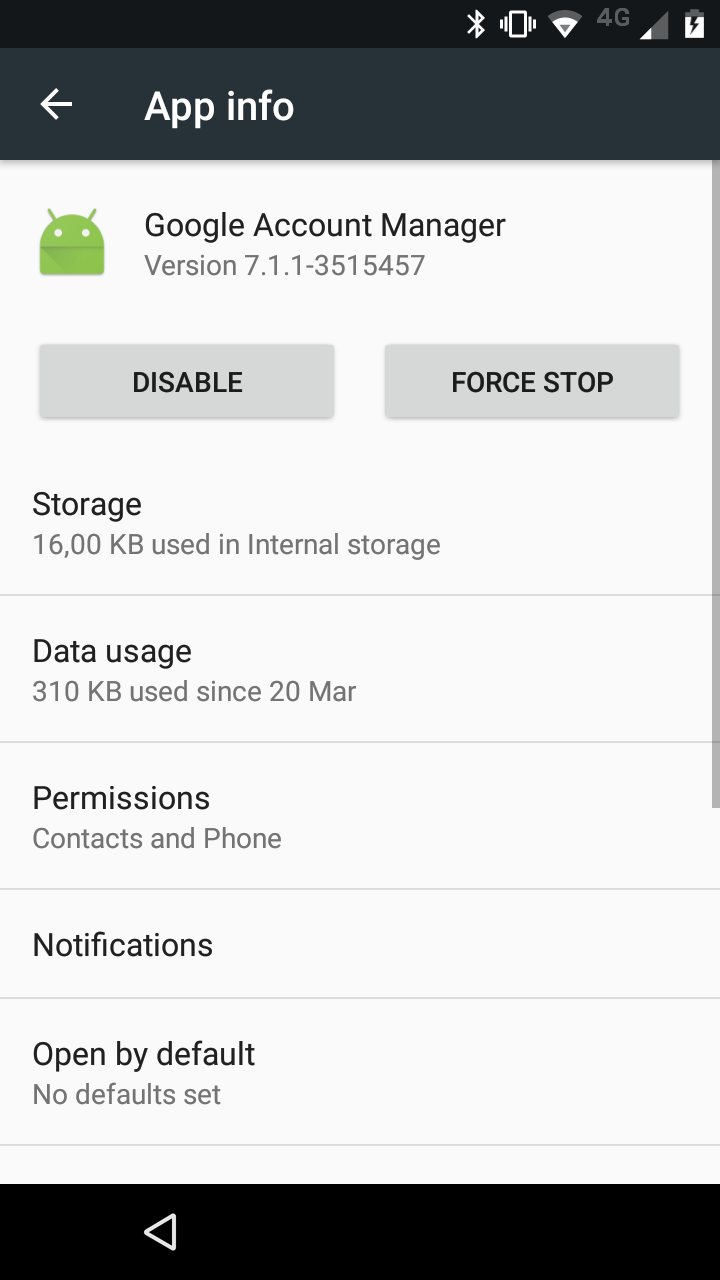 4G
App info
Google Account Manager
Version 7.1.1-3515457
DISABLE
FORCE STOP
Storage
16,00 KB used in Internal storage
Data usage
310 KB used since 20 Mar
Permissions
Contacts and Phone
Notifications
Open by default
No defaults set